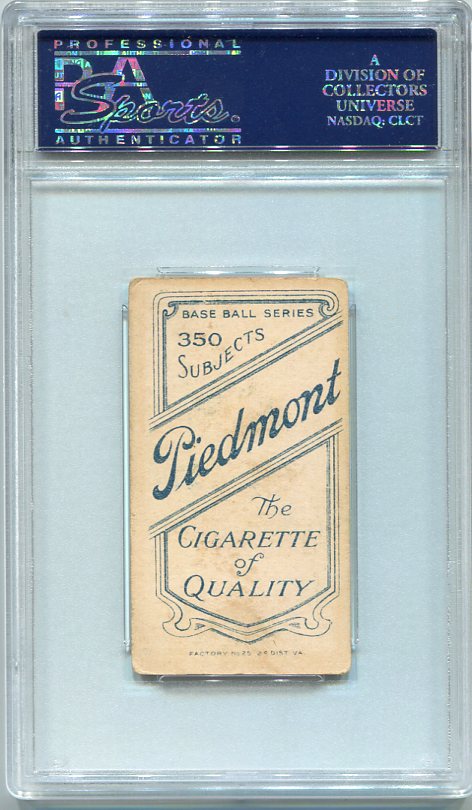 PROFESSIONAL
PSA
Sports.
AUTHENTICATOR
A
DIVISION OF
COLLECTORS
UNIVERSE
NASDAQ: CLCT
BASE BALL SERIES
350
SUBJECTS
Piedmont
The
CIGARETTE
of
QUALITY
FACTORY No 25 2D DIST. VA.